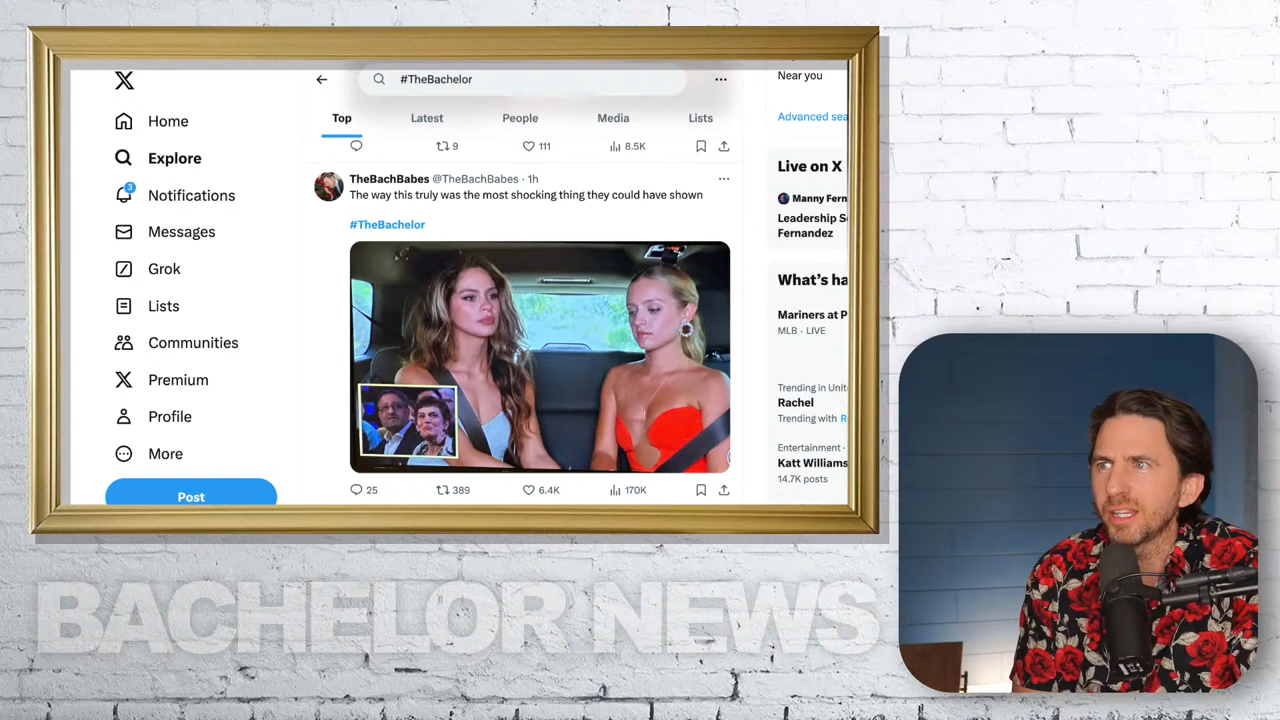 Home
Explore
3
Notifications
Messages
Grok
Lists
Communities
Premium
Profile
More
Post
#TheBachelor
Top
Latest
People
Media
Lists
9
111
8.5K
TheBachBabes @TheBachBabes · 1h
The way this truly was the most shocking thing they could have shown
#TheBachelor
25
389
6.4K
170K
Near you
Advanced sea
Live on X
Manny Fern
Leadership S
Fernandez
What's ha
Mariners at P
MLB · LIVE
Trending in Unit
Rachel
Trending with R
Entertainment ·
Katt Williams
14.7K posts
BACHELOR NEWS